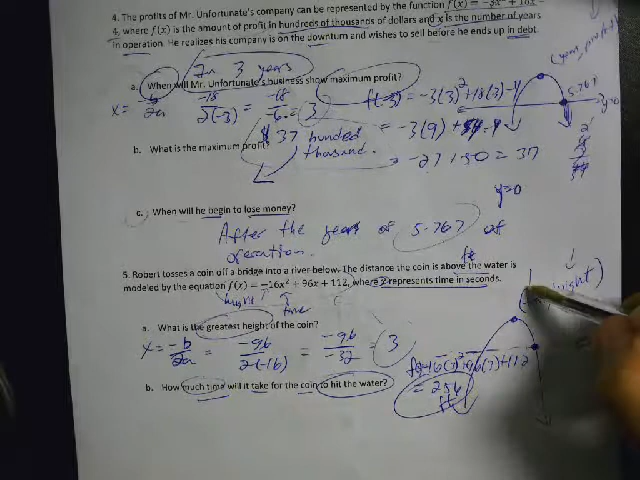 4. The profits of Mr. Unfortunate's company can be represented by the function f(x) = -3x² + 18x -
4, where f(x) is the amount of profit in hundreds of thousands of dollars and x is the number of years
in operation. He realizes his company is on the downturn and wishes to sell before he ends up in debt.
(year, profit)
In 3 years
a. When will Mr. Unfortunate's business show maximum profit?
5.767
y=0
x = -b/2a = -18/2(-3) = -18/-6 = 3
= -3(3)² + 18(3) - 4
$ 37 hundred thousand.
= -3(9) + 54 - 4
b. What is the maximum profit?
= -27 + 50 = 37
y=0
c. When will he begin to lose money?
After the year of 5.767 of
operation.
5. Robert tosses a coin off a bridge into a river below. The distance the coin is above the water is
modeled by the equation f(x) = -16x² + 96x + 112, where x represents time in seconds.
height
time
a. What is the greatest height of the coin?
x = -b/2a = -96/2(-16) = -96/-32 = 3
-16(3)² + 96(3) + 112
= 256
b. How much time will it take for the coin to hit the water?